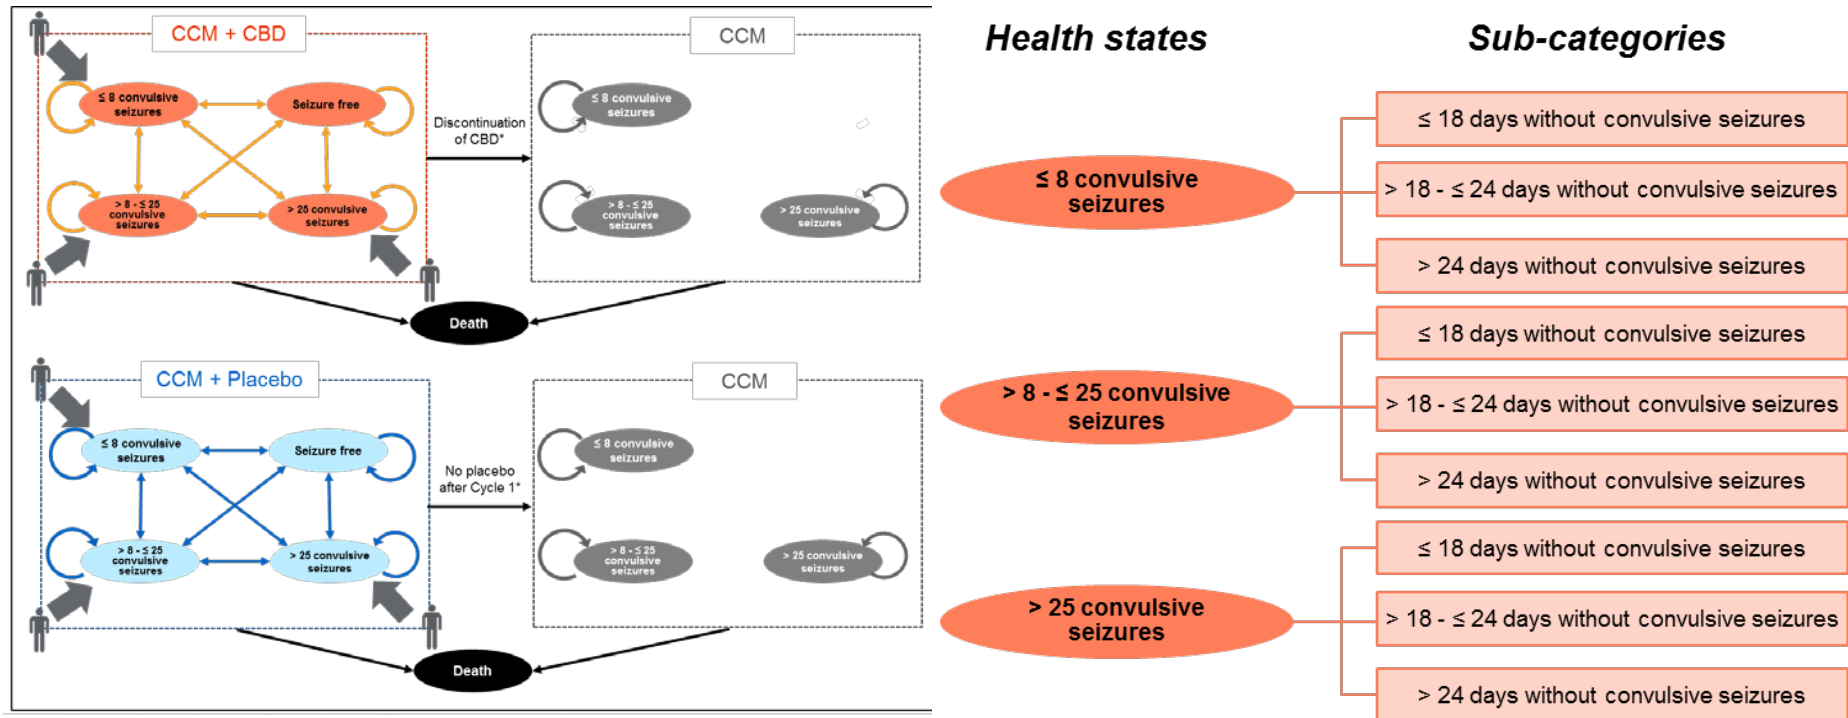 CCM + CBD
CCM
≤ 8 convulsive
seizures
Seizure free
> 8 - ≤ 25
convulsive
seizures
> 25 convulsive
seizures
Discontinuation
of CBD*
≤ 8 convulsive
seizures
> 8 - ≤ 25
convulsive
seizures
> 25 convulsive
seizures
Death
CCM + Placebo
CCM
≤ 8 convulsive
seizures
Seizure free
> 8 - ≤ 25
convulsive
seizures
> 25 convulsive
seizures
No placebo
after Cycle 1*
≤ 8 convulsive
seizures
> 8 - ≤ 25
convulsive
seizures
> 25 convulsive
seizures
Death
Health states
Sub-categories
≤ 8 convulsive
seizures
≤ 18 days without convulsive seizures
> 18 - ≤ 24 days without convulsive seizures
> 24 days without convulsive seizures
> 8 - ≤ 25 convulsive
seizures
≤ 18 days without convulsive seizures
> 18 - ≤ 24 days without convulsive seizures
> 24 days without convulsive seizures
> 25 convulsive
seizures
≤ 18 days without convulsive seizures
> 18 - ≤ 24 days without convulsive seizures
> 24 days without convulsive seizures